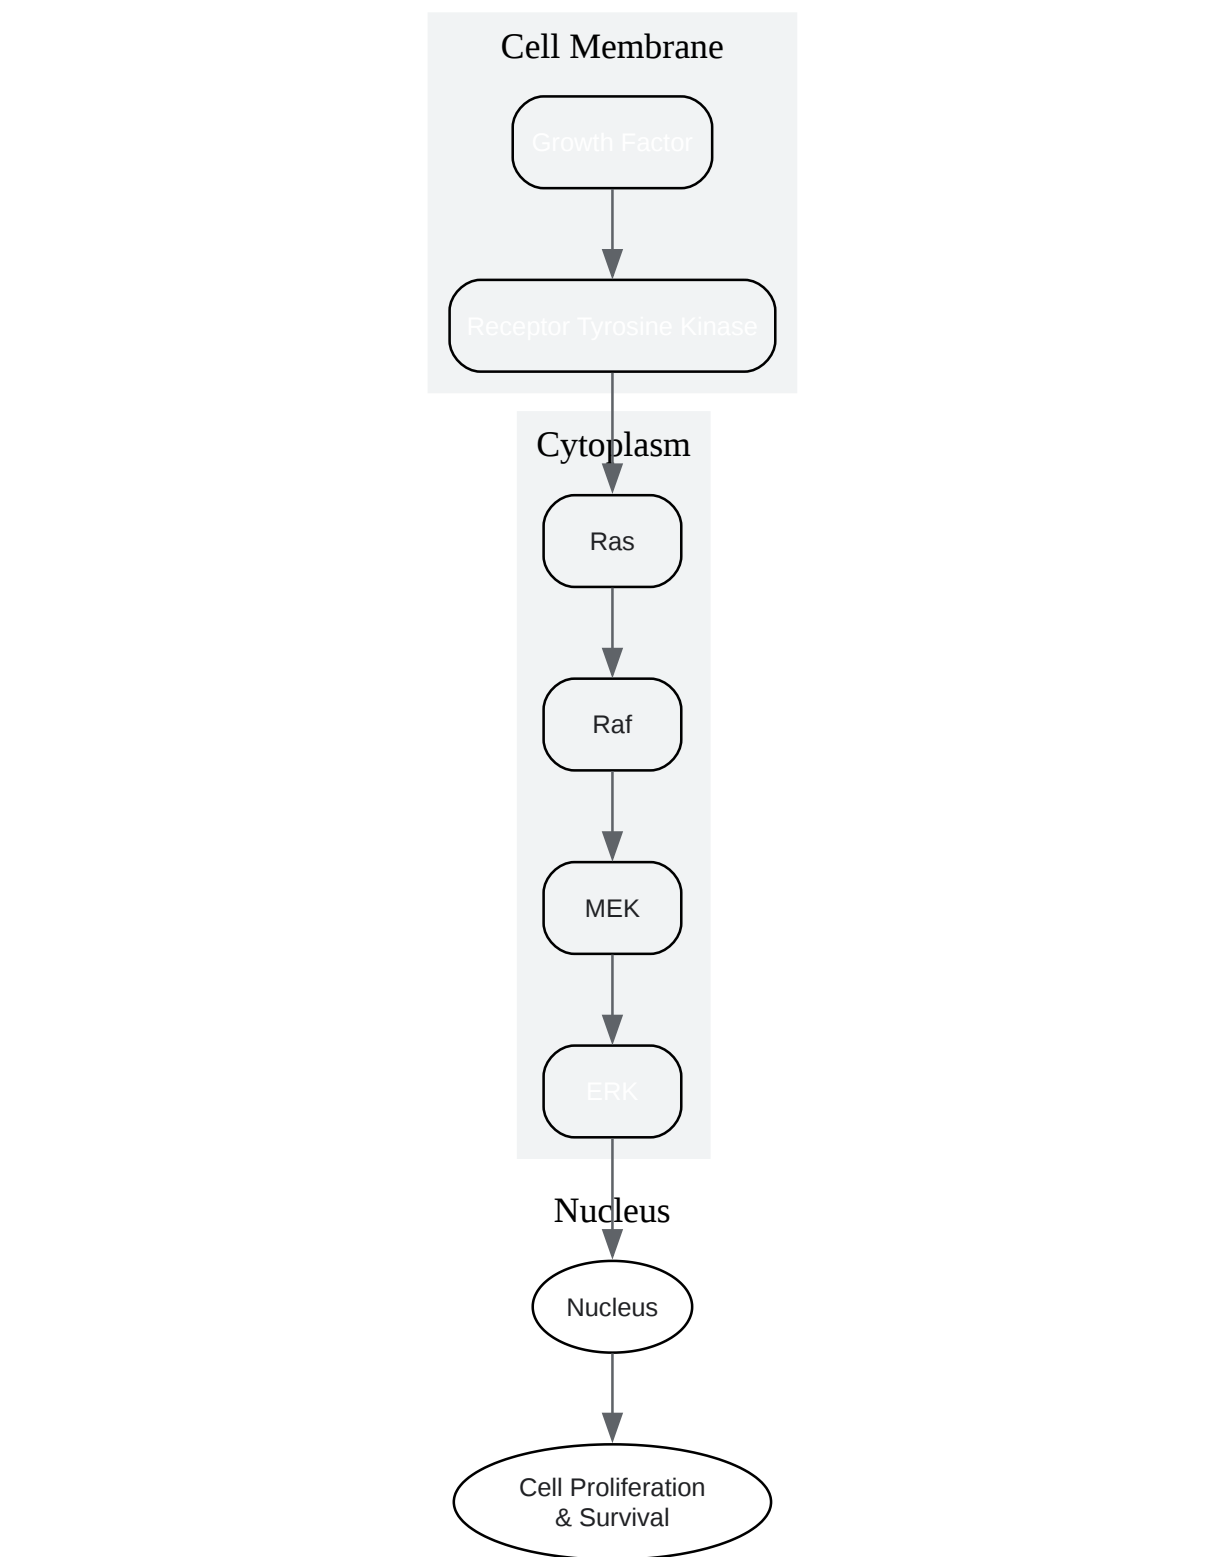 Cell Membrane
Growth Factor
Receptor Tyrosine Kinase
Cytoplasm
Ras
Raf
MEK
ERK
Nucleus
Nucleus
Cell Proliferation
& Survival